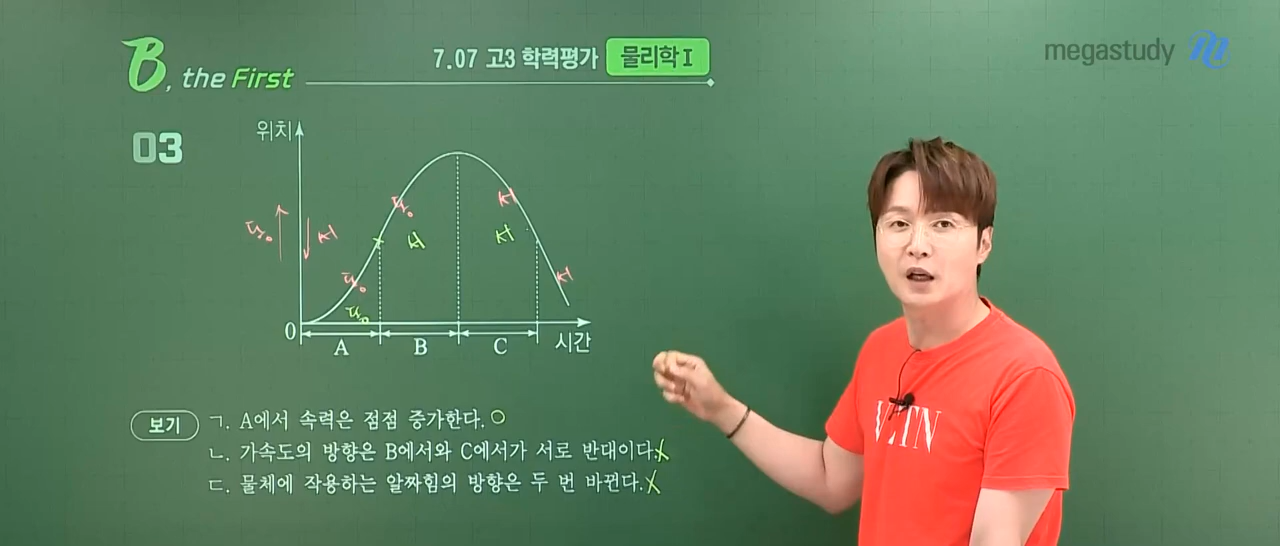 B, the First
7.07 고3 학력평가 물리학 I
megastudy
03
위치
0
A B C
시간
VLTN
보기
ㄱ. A에서 속력은 점점 증가한다. ○
ㄴ. 가속도의 방향은 B에서와 C에서가 서로 반대이다. X
ㄷ. 물체에 작용하는 알짜힘의 방향은 두 번 바뀐다. X